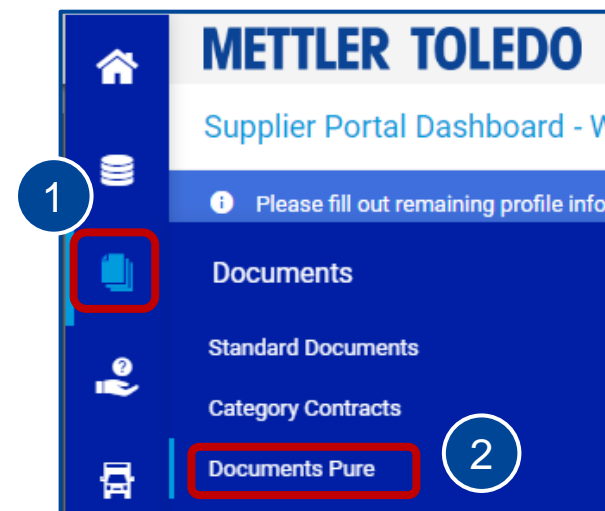 METTLER TOLEDO
Supplier Portal Dashboard -
1
Please fill out remaining profile
Documents
?
Standard Documents
Category Contracts
Documents Pure
2